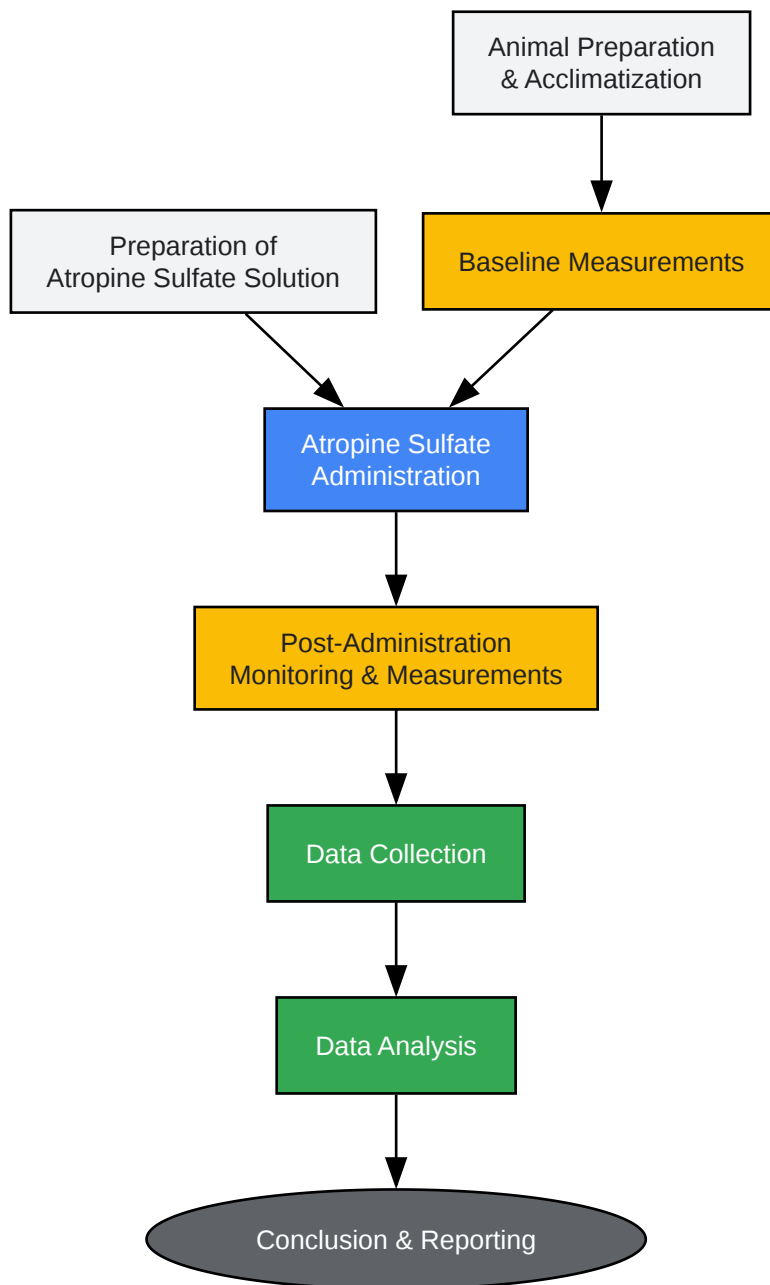 Animal Preparation
& Acclimatization
Preparation of
Atropine Sulfate Solution
Baseline Measurements
Atropine Sulfate
Administration
Post-Administration
Monitoring & Measurements
Data Collection
Data Analysis
Conclusion & Reporting